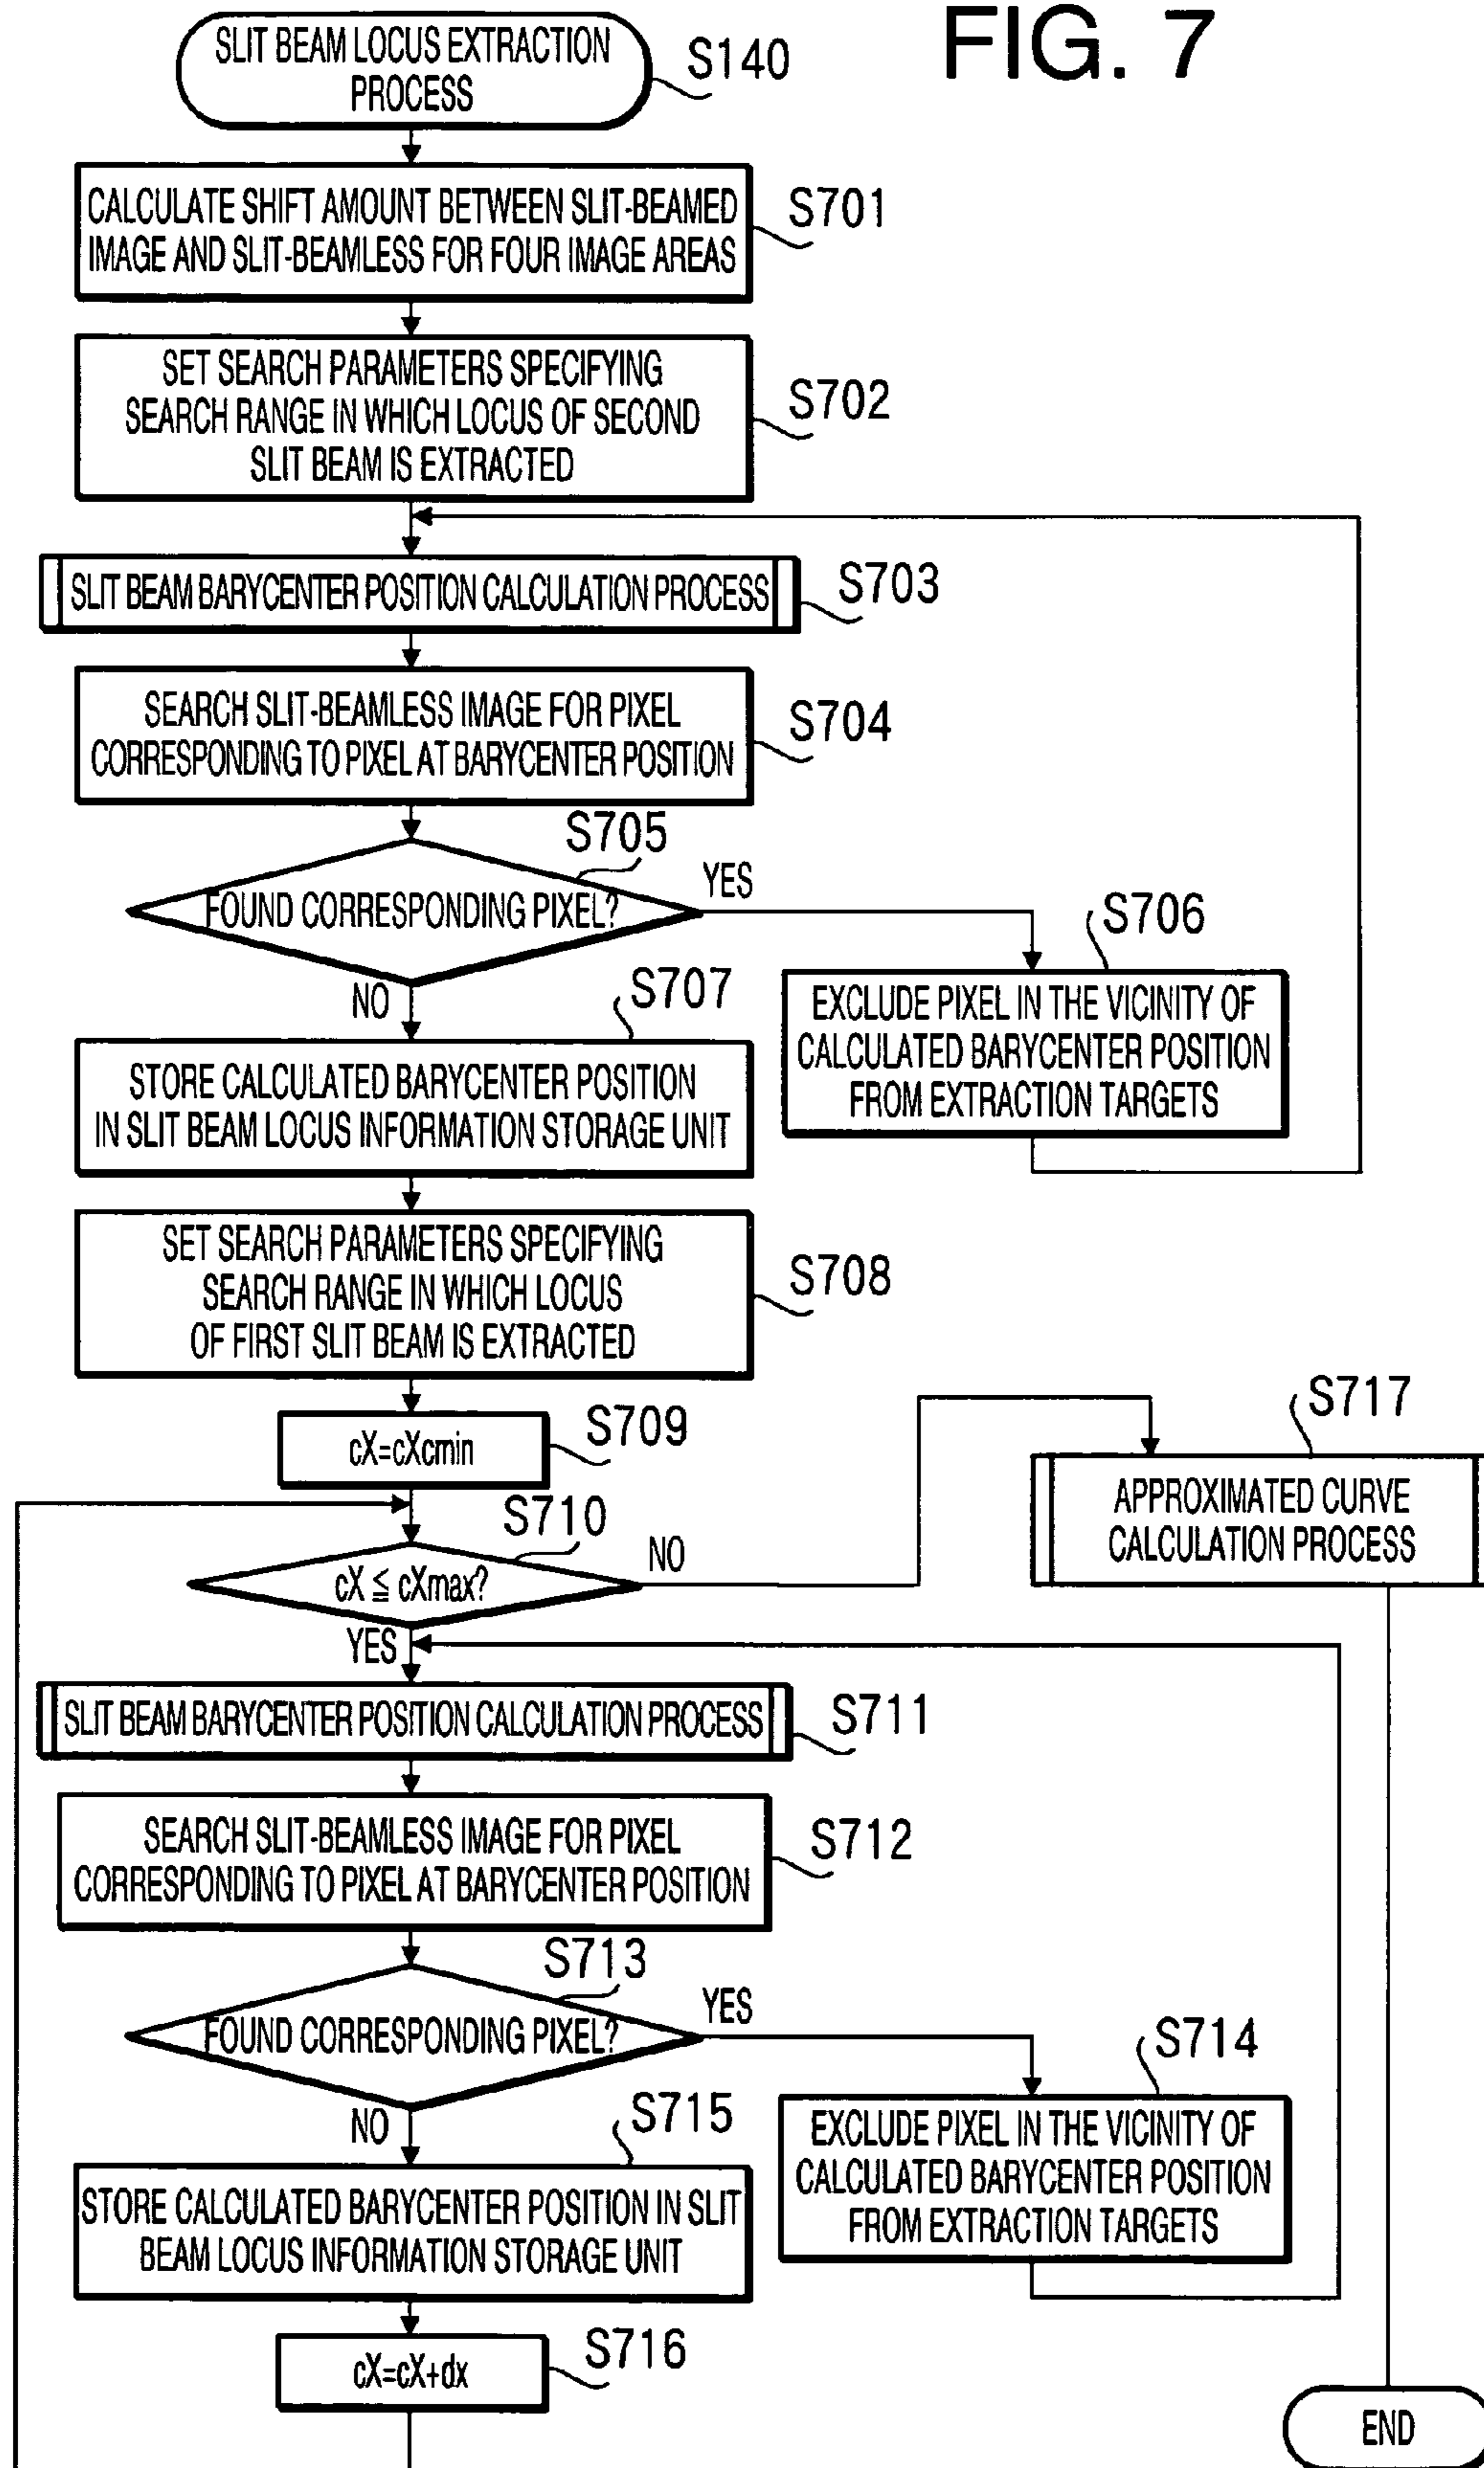 FIG. 7
SLIT BEAM LOCUS EXTRACTION
PROCESS
S140
CALCULATE SHIFT AMOUNT BETWEEN SLIT-BEAMED
IMAGE AND SLIT-BEAMLESS FOR FOUR IMAGE AREAS
S701
SET SEARCH PARAMETERS SPECIFYING
SEARCH RANGE IN WHICH LOCUS OF SECOND
SLIT BEAM IS EXTRACTED
S702
SLIT BEAM BARYCENTER POSITION CALCULATION PROCESS
S703
SEARCH SLIT-BEAMLESS IMAGE FOR PIXEL
CORRESPONDING TO PIXEL AT BARYCENTER POSITION
S704
S705
FOUND CORRESPONDING PIXEL?
YES
NO
S706
EXCLUDE PIXEL IN THE VICINITY OF
CALCULATED BARYCENTER POSITION
FROM EXTRACTION TARGETS
S707
STORE CALCULATED BARYCENTER POSITION
IN SLIT BEAM LOCUS INFORMATION STORAGE UNIT
SET SEARCH PARAMETERS SPECIFYING
SEARCH RANGE IN WHICH LOCUS
OF FIRST SLIT BEAM IS EXTRACTED
S708
cX=cXcmin
S709
S710
cX ≦ cXmax?
NO
YES
S717
APPROXIMATED CURVE
CALCULATION PROCESS
SLIT BEAM BARYCENTER POSITION CALCULATION PROCESS
S711
SEARCH SLIT-BEAMLESS IMAGE FOR PIXEL
CORRESPONDING TO PIXEL AT BARYCENTER POSITION
S712
S713
FOUND CORRESPONDING PIXEL?
YES
NO
S714
EXCLUDE PIXEL IN THE VICINITY OF
CALCULATED BARYCENTER POSITION
FROM EXTRACTION TARGETS
S715
STORE CALCULATED BARYCENTER POSITION IN SLIT
BEAM LOCUS INFORMATION STORAGE UNIT
cX=cX+dx
S716
END